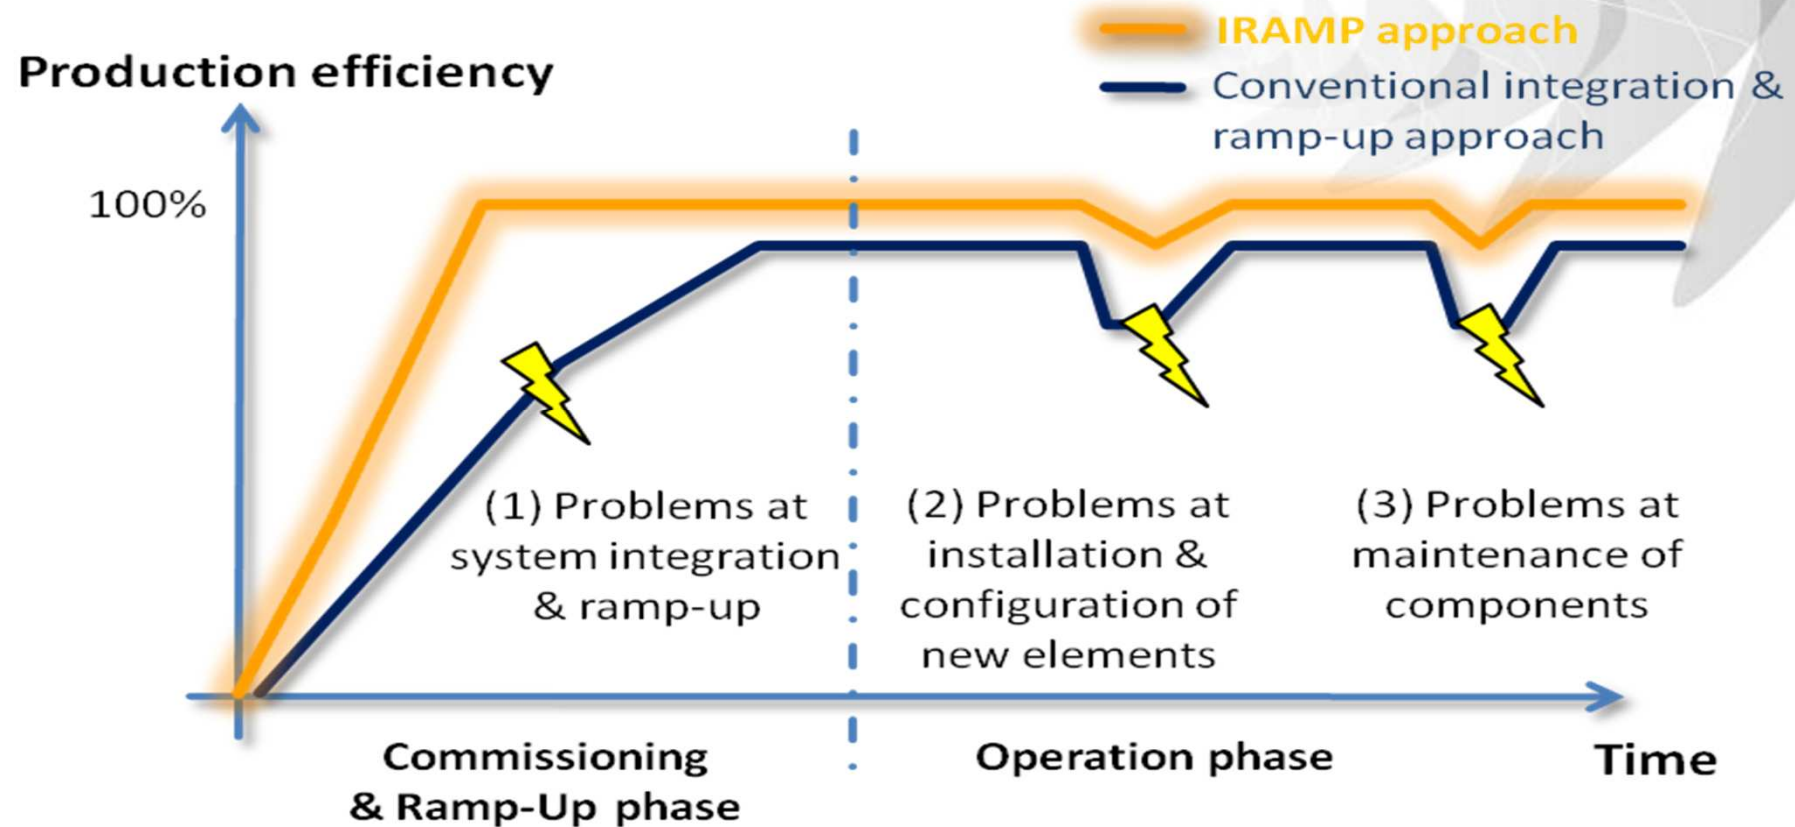 IRAMP approach
Conventional integration &
ramp-up approach
Production efficiency
100%
(1) Problems at
system integration
& ramp-up
(2) Problems at
installation &
configuration of
new elements
(3) Problems at
maintenance of
components
Commissioning
& Ramp-Up phase
Operation phase
Time